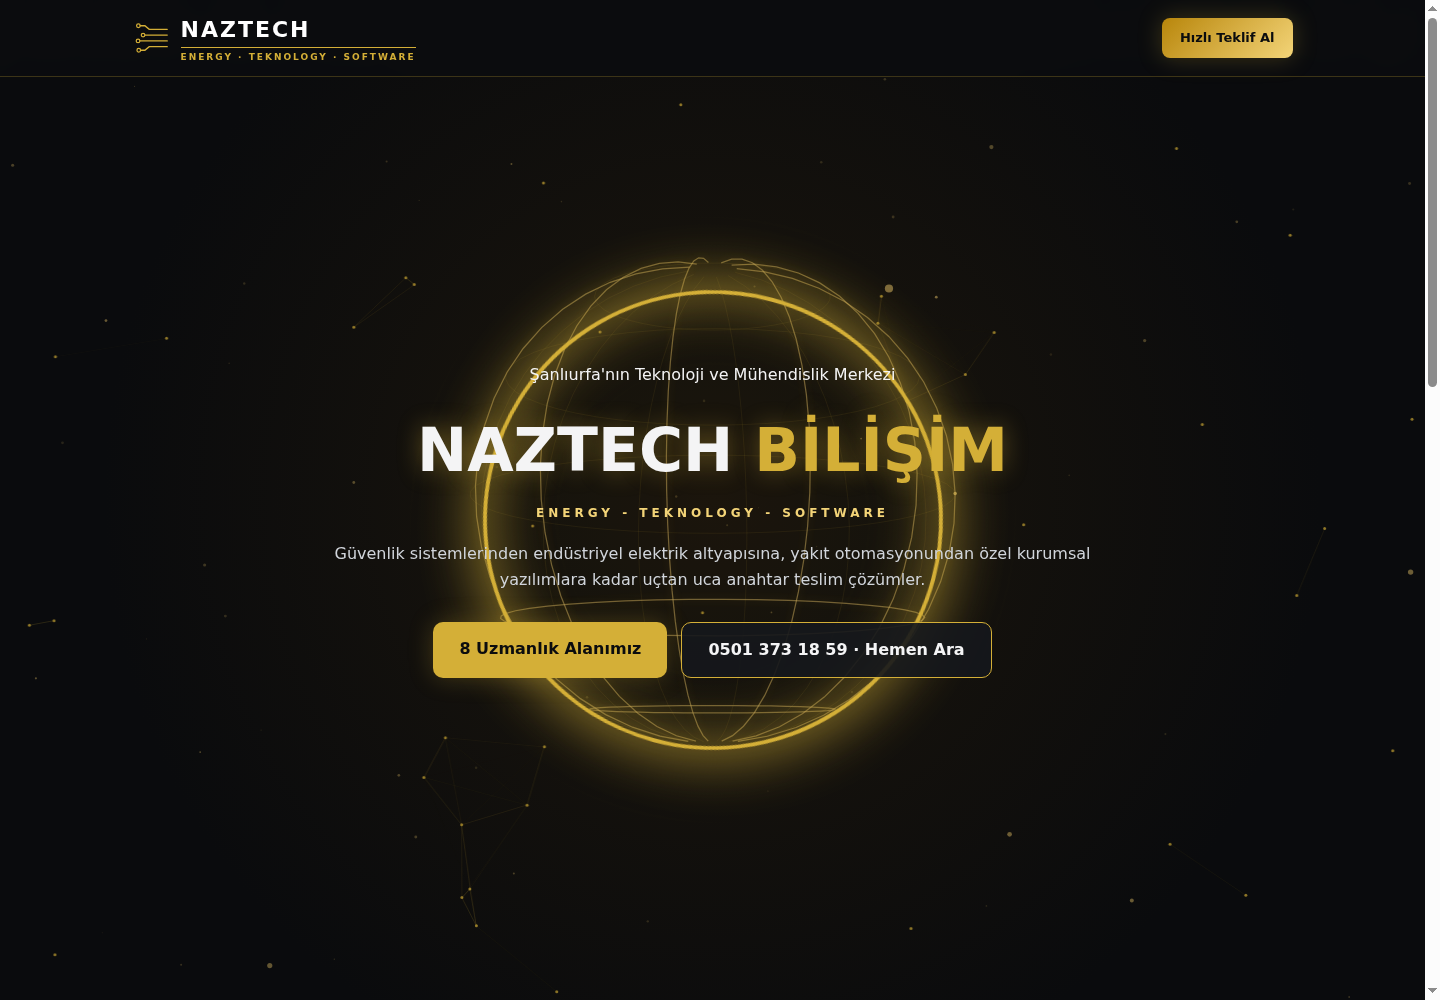 NAZTECH
ENERGY · TEKNOLOGY · SOFTWARE
Hızlı Teklif Al
Şanlıurfa'nın Teknoloji ve Mühendislik Merkezi
NAZTECH BİLİŞİM
ENERGY - TEKNOLOGY - SOFTWARE
Güvenlik sistemlerinden endüstriyel elektrik altyapısına, yakıt otomasyonundan özel kurumsal
yazılımlara kadar uçtan uca anahtar teslim çözümler.
8 Uzmanlık Alanımız
0501 373 18 59 · Hemen Ara